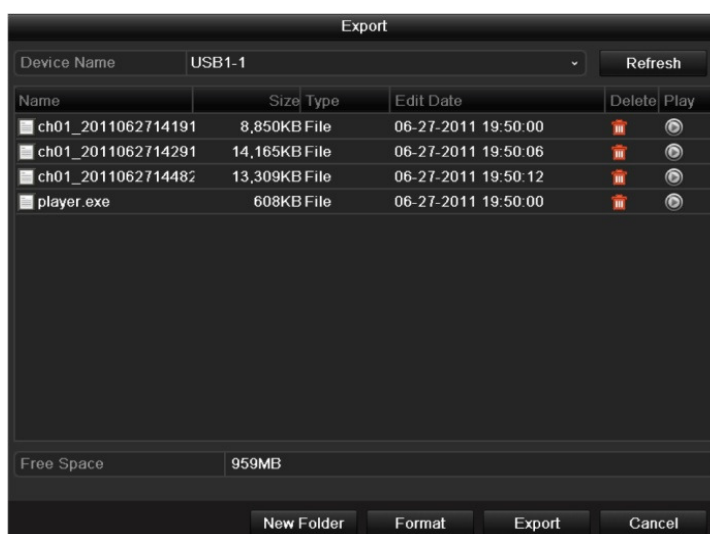 Export
Device Name USB1-1 Refresh
Name Size Type Edit Date Delete Play
ch01_2011062714191 8,850KB File 06-27-2011 19:50:00
ch01_2011062714291 14,165KB File 06-27-2011 19:50:06
ch01_2011062714482 13,309KB File 06-27-2011 19:50:12
player.exe 608KB File 06-27-2011 19:50:00
Free Space 959MB
New Folder Format Export Cancel